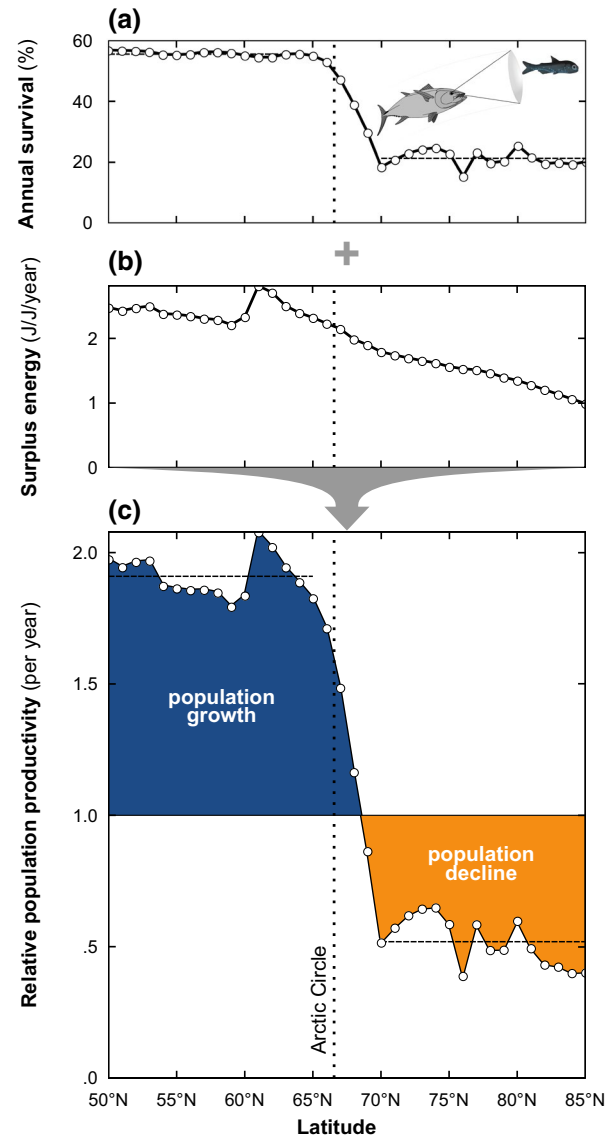 (a)
Annual survival (%)
60
40
20
0
+
(b)
Surplus energy (J/J/year)
2
1
0
(c)
Relative population productivity (per year)
2.0
1.5
1.0
.5
.0
population
growth
population
decline
Arctic Circle
50°N 55°N 60°N 65°N 70°N 75°N 80°N 85°N
Latitude